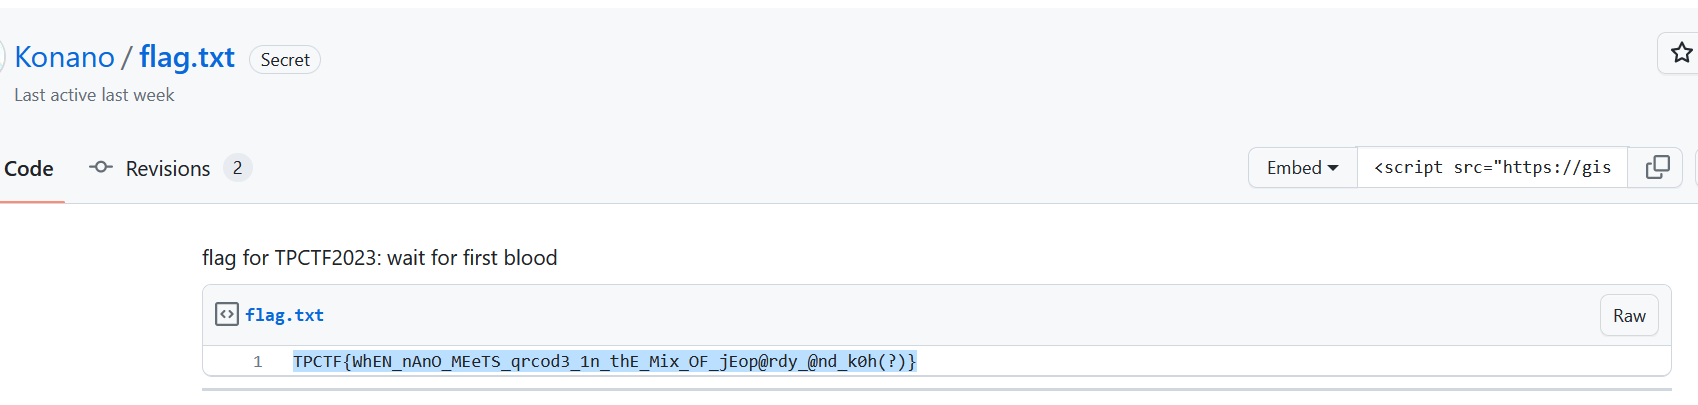 Konano / flag.txt Secret
Last active last week
Code Revisions 2 Embed <script src="https://gis
flag for TPCTF2023: wait for first blood
flag.txt Raw
1 TPCTF{WhEN_nAnO_MEeTS_qrcod3_1n_thE_Mix_OF_jEop@rdy_@nd_k0h(?)}